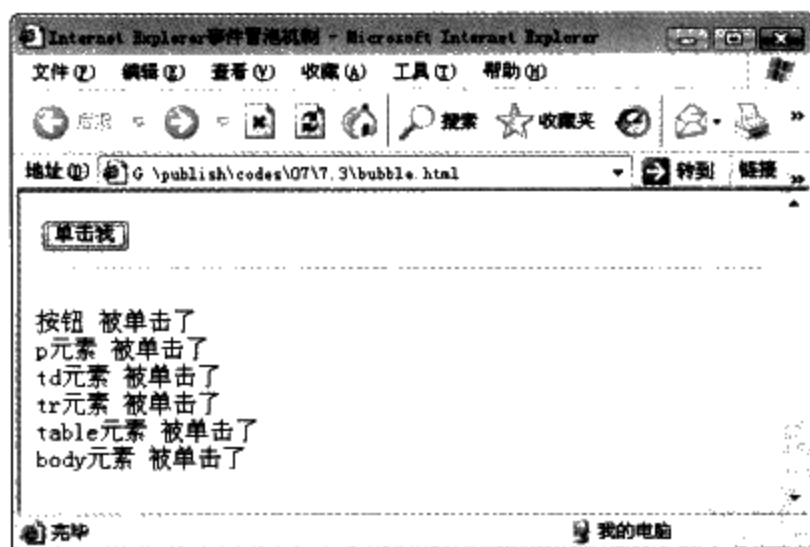 Internet Explorer事件冒泡机制 - Microsoft Internet Explorer
文件(F) 编辑(E) 查看(V) 收藏(A) 工具(T) 帮助(H)
后退 搜索 收藏夹 »
地址(D) G \publish\codes\07\7.3\bubble.html 转到 链接 »
单击我
按钮 被单击了
p元素 被单击了
td元素 被单击了
tr元素 被单击了
table元素 被单击了
body元素 被单击了
完毕 我的电脑